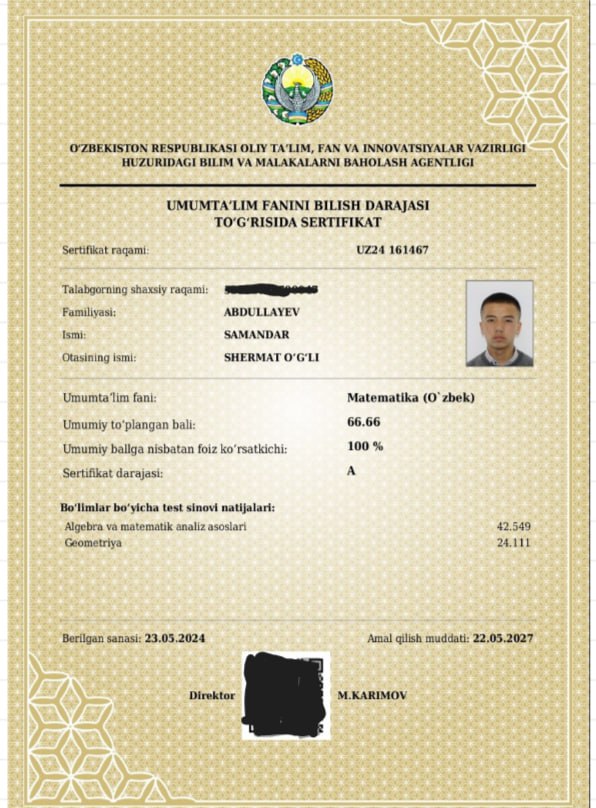 O‘ZBEKISTON RESPUBLIKASI OLIY TA’LIM, FAN VA INNOVATSIYALAR VAZIRLIGI
HUZURIDAGI BILIM VA MALAKALARNI BAHOLASH AGENTLIGI
UMUMTA’LIM FANINI BILISH DARAJASI
TO‘G‘RISIDA SERTIFIKAT
Sertifikat raqami: UZ24 161467
Talabgorning shaxsiy raqami:
Familiyasi: ABDULLAYEV
Ismi: SAMANDAR
Otasining ismi: SHERMAT O‘G‘LI
Umumta’lim fani: Matematika (O`zbek)
Umumiy to‘plangan bali: 66.66
Umumiy ballga nisbatan foiz ko‘rsatkichi: 100 %
Sertifikat darajasi: A
Bo‘limlar bo‘yicha test sinovi natijalari:
Algebra va matematik analiz asoslari 42.549
Geometriya 24.111
Berilgan sanasi: 23.05.2024 Amal qilish muddati: 22.05.2027
Direktor M.KARIMOV